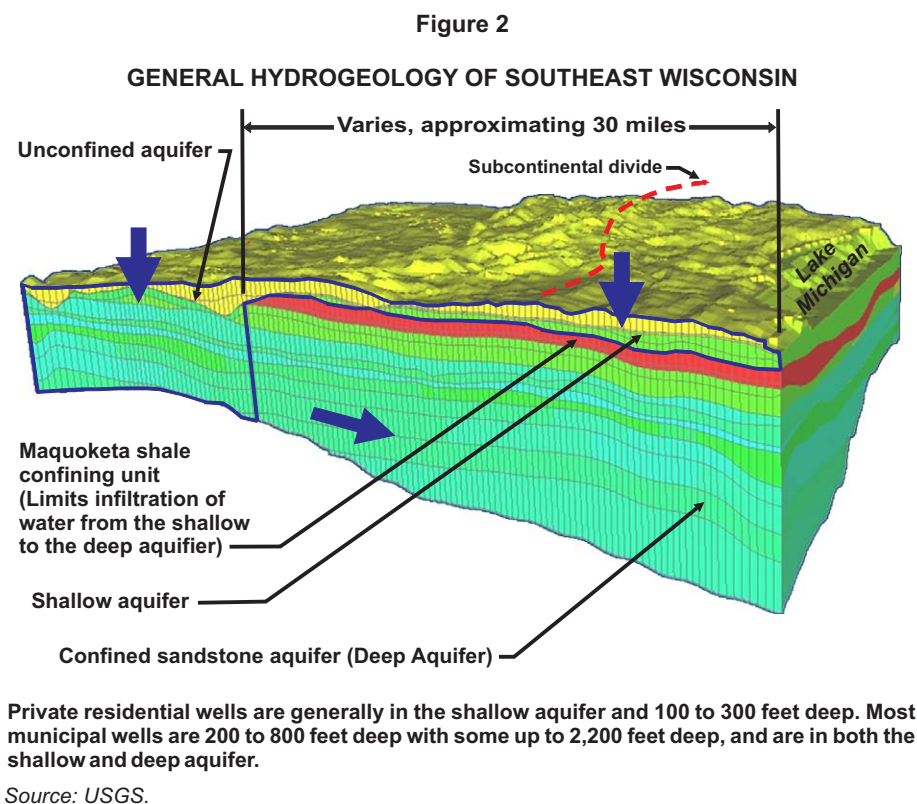 Figure 2
GENERAL HYDROGEOLOGY OF SOUTHEAST WISCONSIN
Varies, approximating 30 miles
Unconfined aquifer
Subcontinental divide
Lake
Michigan
Maquoketa shale
confining unit
(Limits infiltration of
water from the shallow
to the deep aquifier)
Shallow aquifer
Confined sandstone aquifer (Deep Aquifer)
Private residential wells are generally in the shallow aquifer and 100 to 300 feet deep. Most
municipal wells are 200 to 800 feet deep with some up to 2,200 feet deep, and are in both the
shallow and deep aquifer.
Source: USGS.